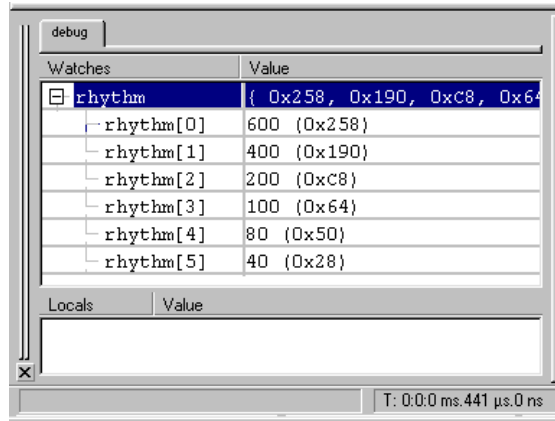 debug
Watches Value
rhythm { 0x258, 0x190, 0xC8, 0x64
rhythm[0] 600 (0x258)
rhythm[1] 400 (0x190)
rhythm[2] 200 (0xC8)
rhythm[3] 100 (0x64)
rhythm[4] 80 (0x50)
rhythm[5] 40 (0x28)
Locals Value
T: 0:0:0 ms.441 µs.0 ns